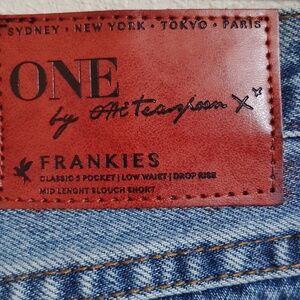 SYDNEY • NEW YORK • TOKYO • PARIS
ONE
by One Teaspoon X
FRANKIES
CLASSIC 5 POCKET | LOW WAIST | DROP RISE
MID LENGHT SLOUCH SHORT